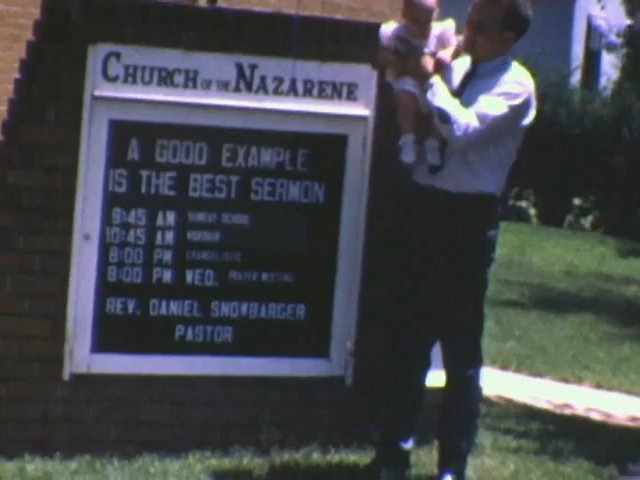 CHURCH OF THE NAZARENE
A GOOD EXAMPLE
IS THE BEST SERMON
9:45 AM SUNDAY SCHOOL
10:45 AM WORSHIP
8:00 PM EVANGELISTIC
8:00 PM WED. PRAYER MEETING
REV. DANIEL SNOWBARGER
PASTOR